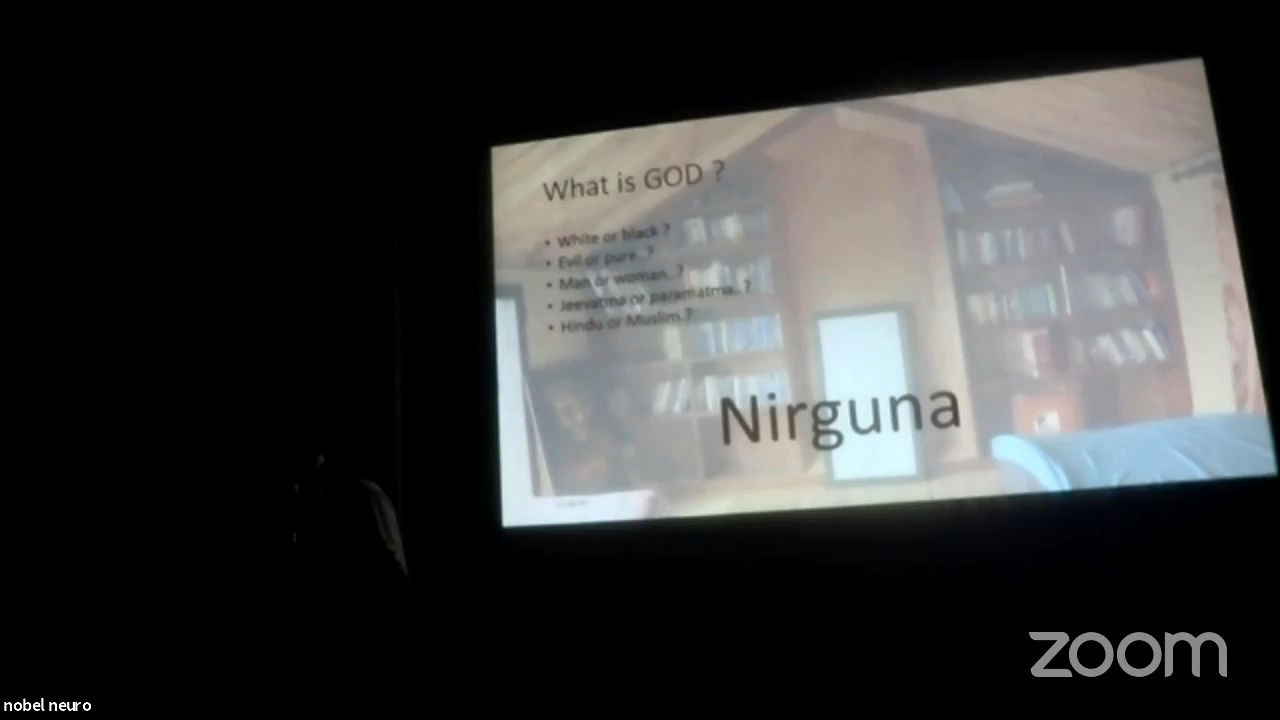 What is GOD ?
• White or black ?
• Evil or pure..?
• Man or woman..?
• Jeevatma or paramatma..?
• Hindu or Muslim.?
Nirguna
zoom
nobel neuro